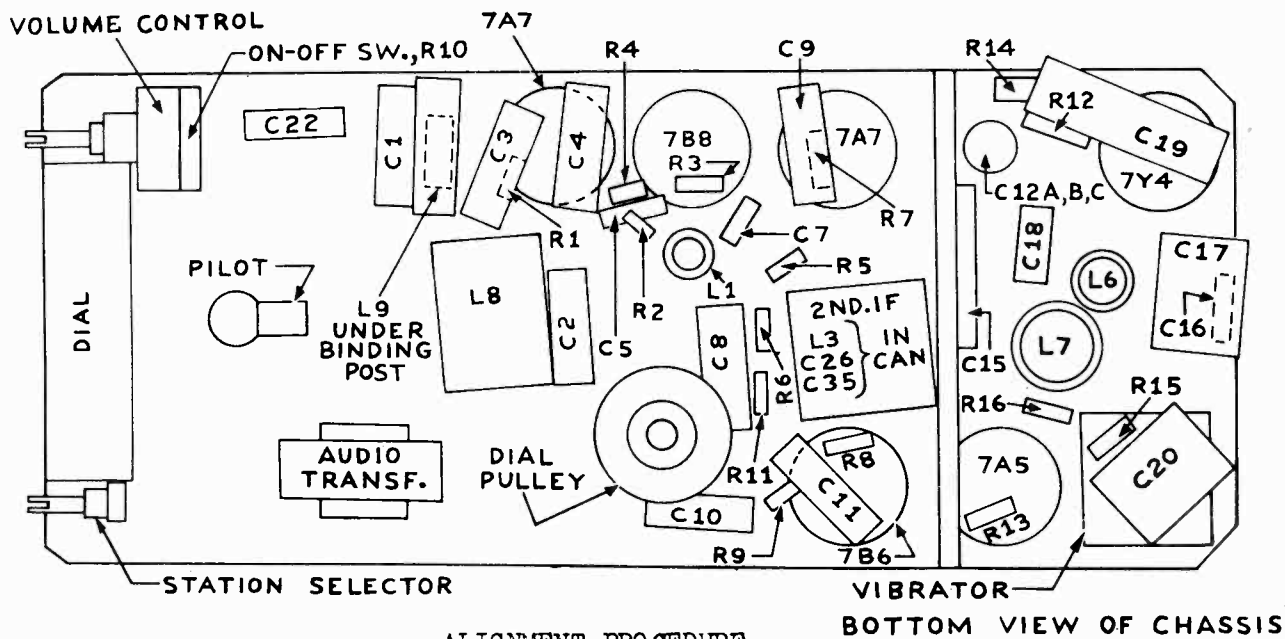 VOLUME CONTROL
ON-OFF SW.,R10
7A7
R4
C9
R14
R12
C22
C1
C3
C4
7B8
R3
7A7
C19
7Y4
R7
C12A,B,C
R1
C7
C18
C17
PILOT
L8
R2
L1
R5
L6
C16
DIAL
L9
UNDER
BINDING
POST
C2
C5
C8
R6
2ND.IF
L3
C26
C35
IN
CAN
C15
L7
R16
R15
AUDIO
TRANSF.
DIAL
PULLEY
R11
R8
C11
7A5
C20
C10
R13
R9
7B6
STATION SELECTOR
VIBRATOR
BOTTOM VIEW OF CHASSIS
ALIGNMENT PROCEDURE